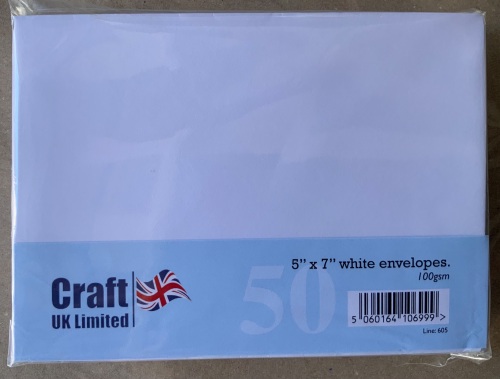 50
5" x 7" white envelopes.
100gsm
Craft
UK Limited
5 060164 106999 >
Line: 605